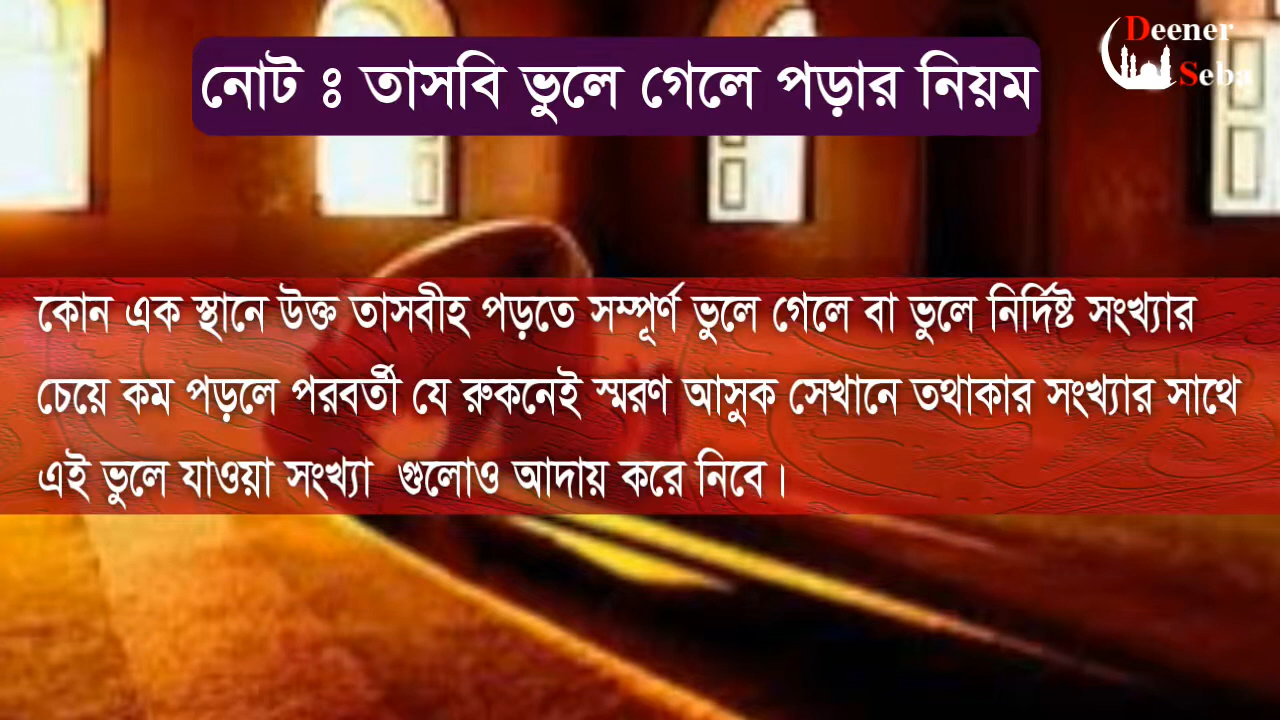 Deener
Seba
নোট ঃ তাসবি ভুলে গেলে পড়ার নিয়ম
কোন এক স্থানে উক্ত তাসবীহ পড়তে সম্পূর্ণ ভুলে গেলে বা ভুলে নির্দিষ্ট সংখ্যার
চেয়ে কম পড়লে পরবর্তী যে রুকনেই স্মরণ আসুক সেখানে তথাকার সংখ্যার সাথে
এই ভুলে যাওয়া সংখ্যা গুলোও আদায় করে নিবে।